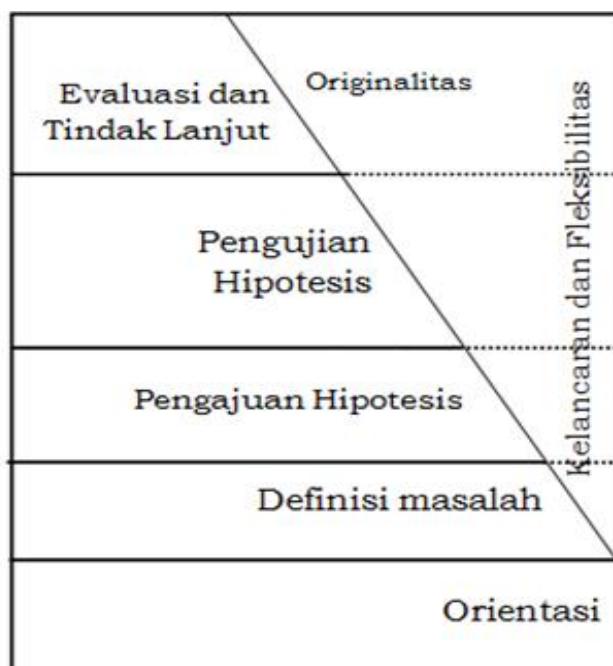 Evaluasi dan
Tindak Lanjut
Originalitas
Kelancaran dan Fleksibilitas
Pengujian
Hipotesis
Pengajuan Hipotesis
Definisi masalah
Orientasi